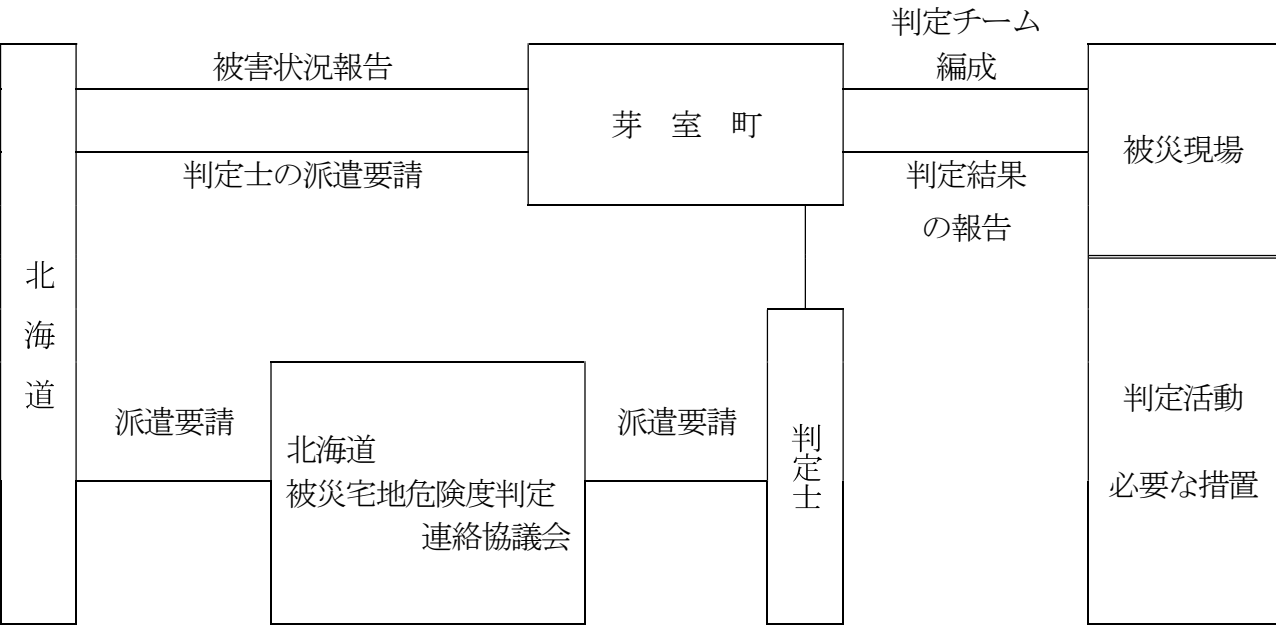 判定チーム
編成
被害状況報告
芽 室 町
被災現場
判定士の派遣要請
判定結果
の報告
北海道
派遣要請
北海道
被災宅地危険度判定
連絡協議会
派遣要請
判定士
判定活動
必要な措置